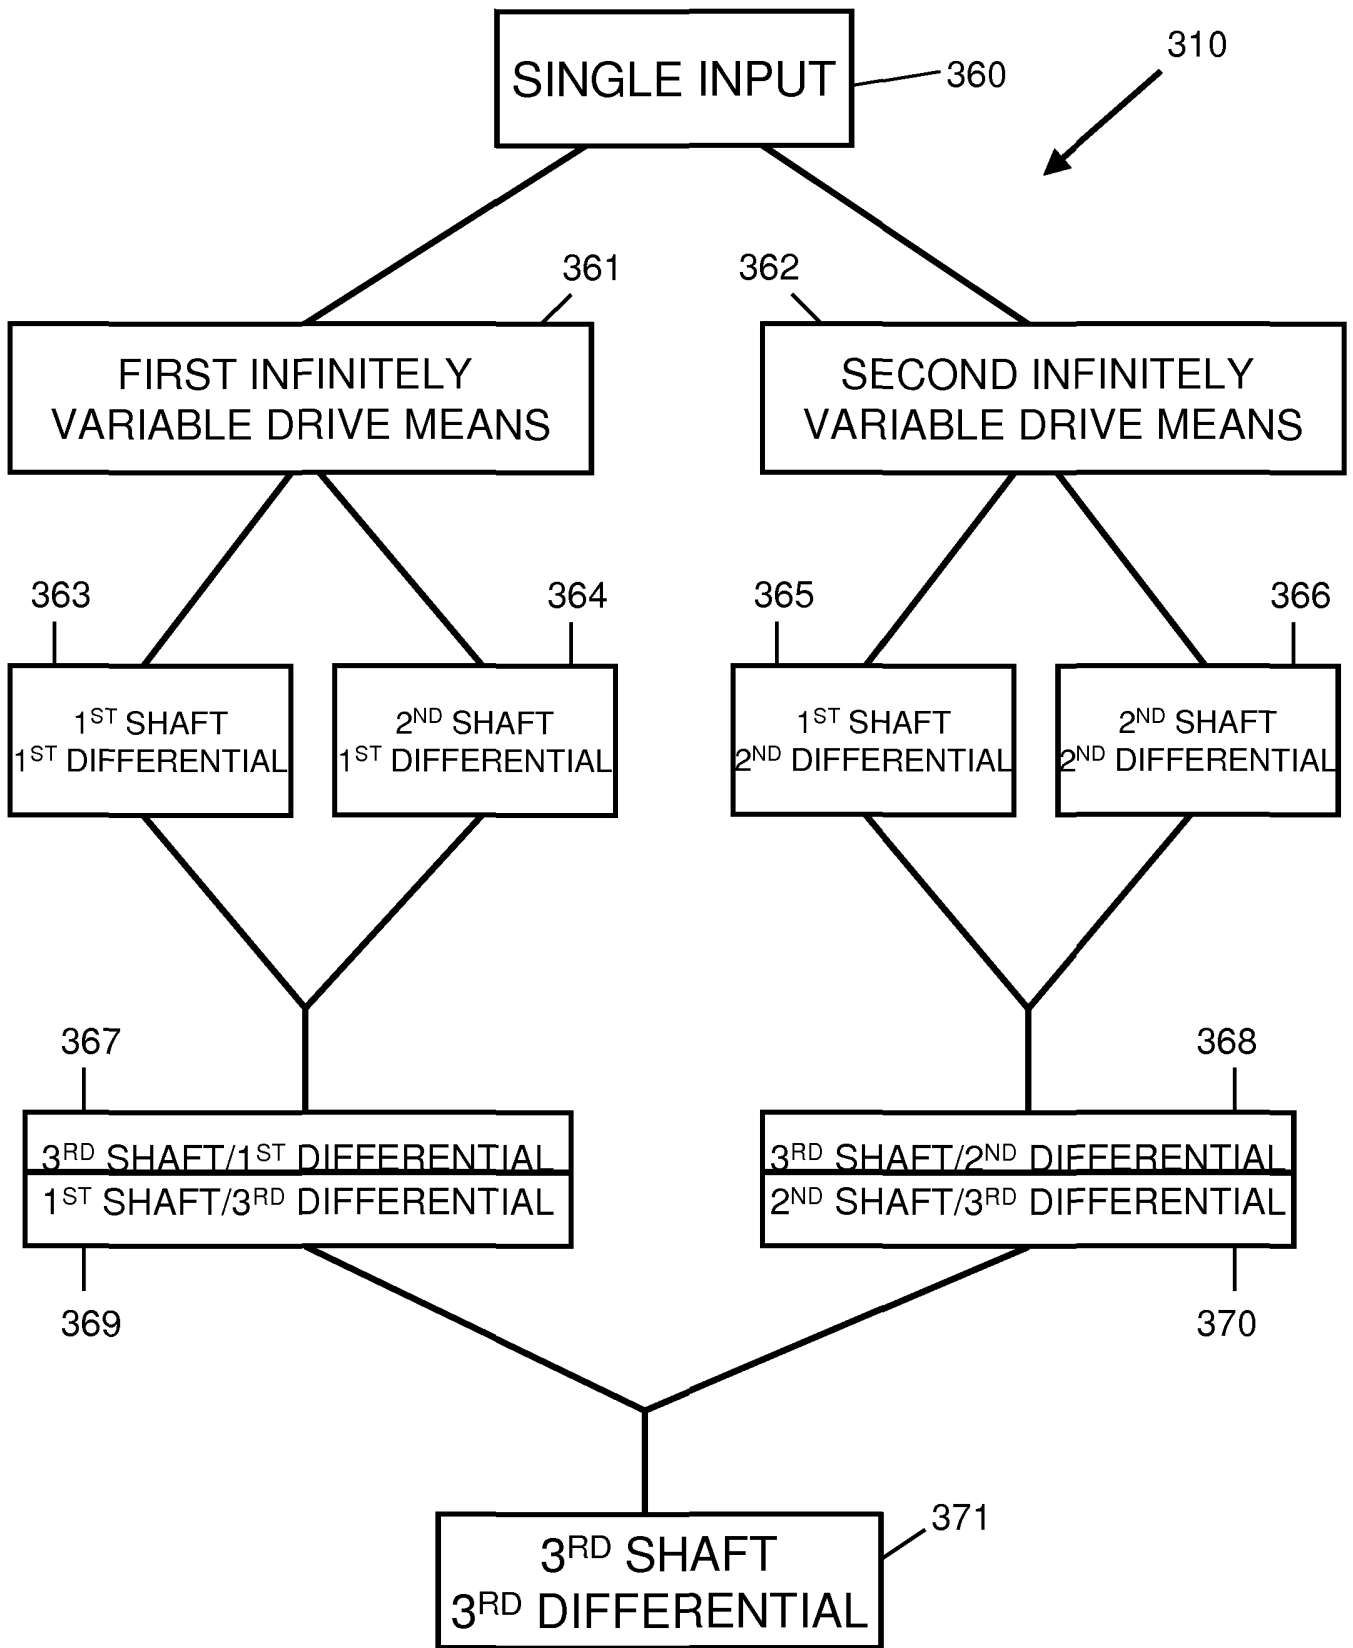 SINGLE INPUT
360
310
361
362
FIRST INFINITELY
VARIABLE DRIVE MEANS
SECOND INFINITELY
VARIABLE DRIVE MEANS
363
364
365
366
1ST SHAFT
1ST DIFFERENTIAL
2ND SHAFT
1ST DIFFERENTIAL
1ST SHAFT
2ND DIFFERENTIAL
2ND SHAFT
2ND DIFFERENTIAL
367
368
3RD SHAFT/1ST DIFFERENTIAL
1ST SHAFT/3RD DIFFERENTIAL
3RD SHAFT/2ND DIFFERENTIAL
2ND SHAFT/3RD DIFFERENTIAL
369
370
371
3RD SHAFT
3RD DIFFERENTIAL